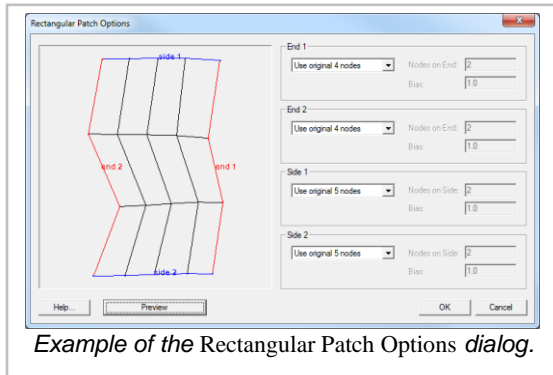 Rectangular Patch Options
side 1
end 2
end 1
side 2
End 1
Use original 4 nodes
Nodes on End: 2
Bias: 1.0
End 2
Use original 4 nodes
Nodes on End: 2
Bias: 1.0
Side 1
Use original 5 nodes
Nodes on Side: 2
Bias: 1.0
Side 2
Use original 5 nodes
Nodes on Side: 2
Bias: 1.0
Help... Preview OK Cancel
Example of the Rectangular Patch Options dialog.